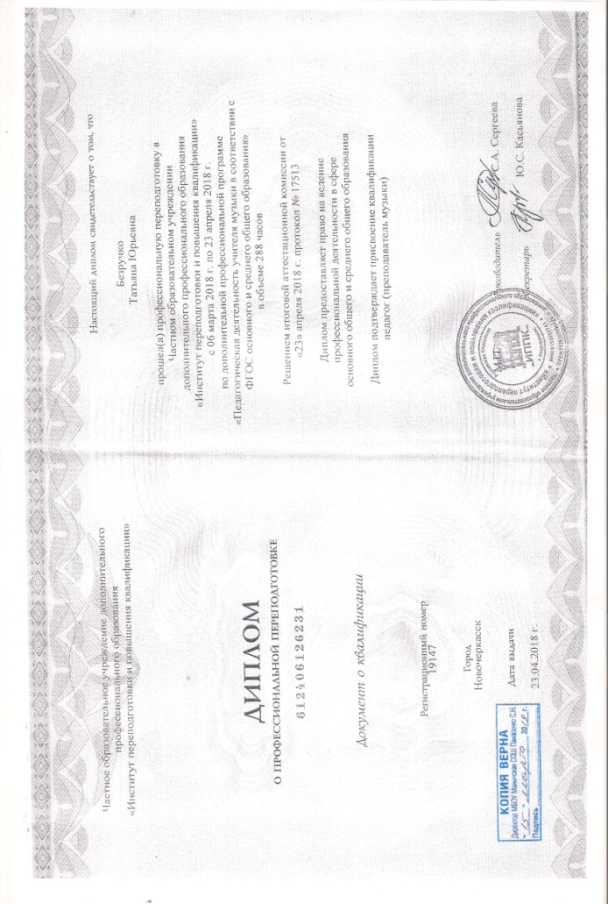 Частное образовательное учреждение дополнительного
профессионального образования
«Институт переподготовки и повышения квалификации»
ДИПЛОМ
О ПРОФЕССИОНАЛЬНОЙ ПЕРЕПОДГОТОВКЕ
612406126231
Документ о квалификации
Регистрационный номер
19147
Город
Новочеркасск
Дата выдачи
23.04.2018 г.
КОПИЯ ВЕРНА
Директор МБОУ СОШ С.Н.
Подпись
Настоящий диплом свидетельствует о том, что
Безручко
Татьяна Юрьевна
прошел(а) профессиональную переподготовку в
Частном образовательном учреждении
дополнительного профессионального образования
«Институт переподготовки и повышения квалификации»
с 06 марта 2018 г. по 23 апреля 2018 г.
по дополнительной профессиональной программе
«Педагогическая деятельность учителя музыки в соответствии с
ФГОС основного и среднего общего образования»
в объеме 288 часов
Решением итоговой аттестационной комиссии от
«23» апреля 2018 г. протокол № 17513
Диплом предоставляет право на ведение
профессиональной деятельности в сфере
основного общего и среднего общего образования
Диплом подтверждает присвоение квалификации
педагог (преподаватель музыки)
М.П.
Руководитель С.А. Сергеева
Секретарь Ю.С. Касьянова